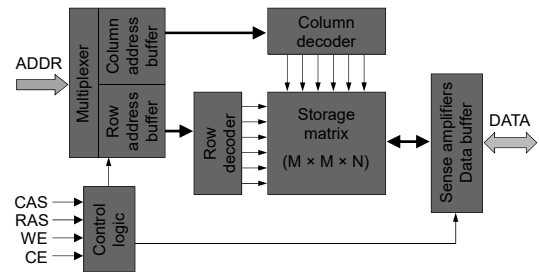 ADDR
Multiplexer
Column
address
buffer
Row
address
buffer
Column
decoder
Row
decoder
Storage
matrix
(M × M × N)
Sense amplifiers
Data buffer
DATA
CAS
RAS
WE
CE
Control
logic